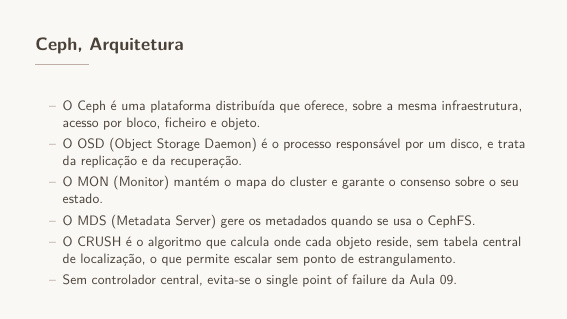 Ceph, Arquitetura
– O Ceph é uma plataforma distribuída que oferece, sobre a mesma infraestrutura,
acesso por bloco, ficheiro e objeto.
– O OSD (Object Storage Daemon) é o processo responsável por um disco, e trata
da replicação e da recuperação.
– O MON (Monitor) mantém o mapa do cluster e garante o consenso sobre o seu
estado.
– O MDS (Metadata Server) gere os metadados quando se usa o CephFS.
– O CRUSH é o algoritmo que calcula onde cada objeto reside, sem tabela central
de localização, o que permite escalar sem ponto de estrangulamento.
– Sem controlador central, evita-se o single point of failure da Aula 09.